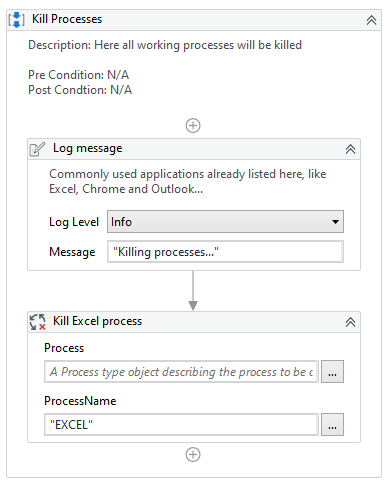 Kill Processes
Description: Here all working processes will be killed
Pre Condition: N/A
Post Condtion: N/A
Log message
Commonly used applications already listed here, like
Excel, Chrome and Outlook...
Log Level Info
Message "Killing processes..."
Kill Excel process
Process
A Process type object describing the process to be c ...
ProcessName
"EXCEL" ...